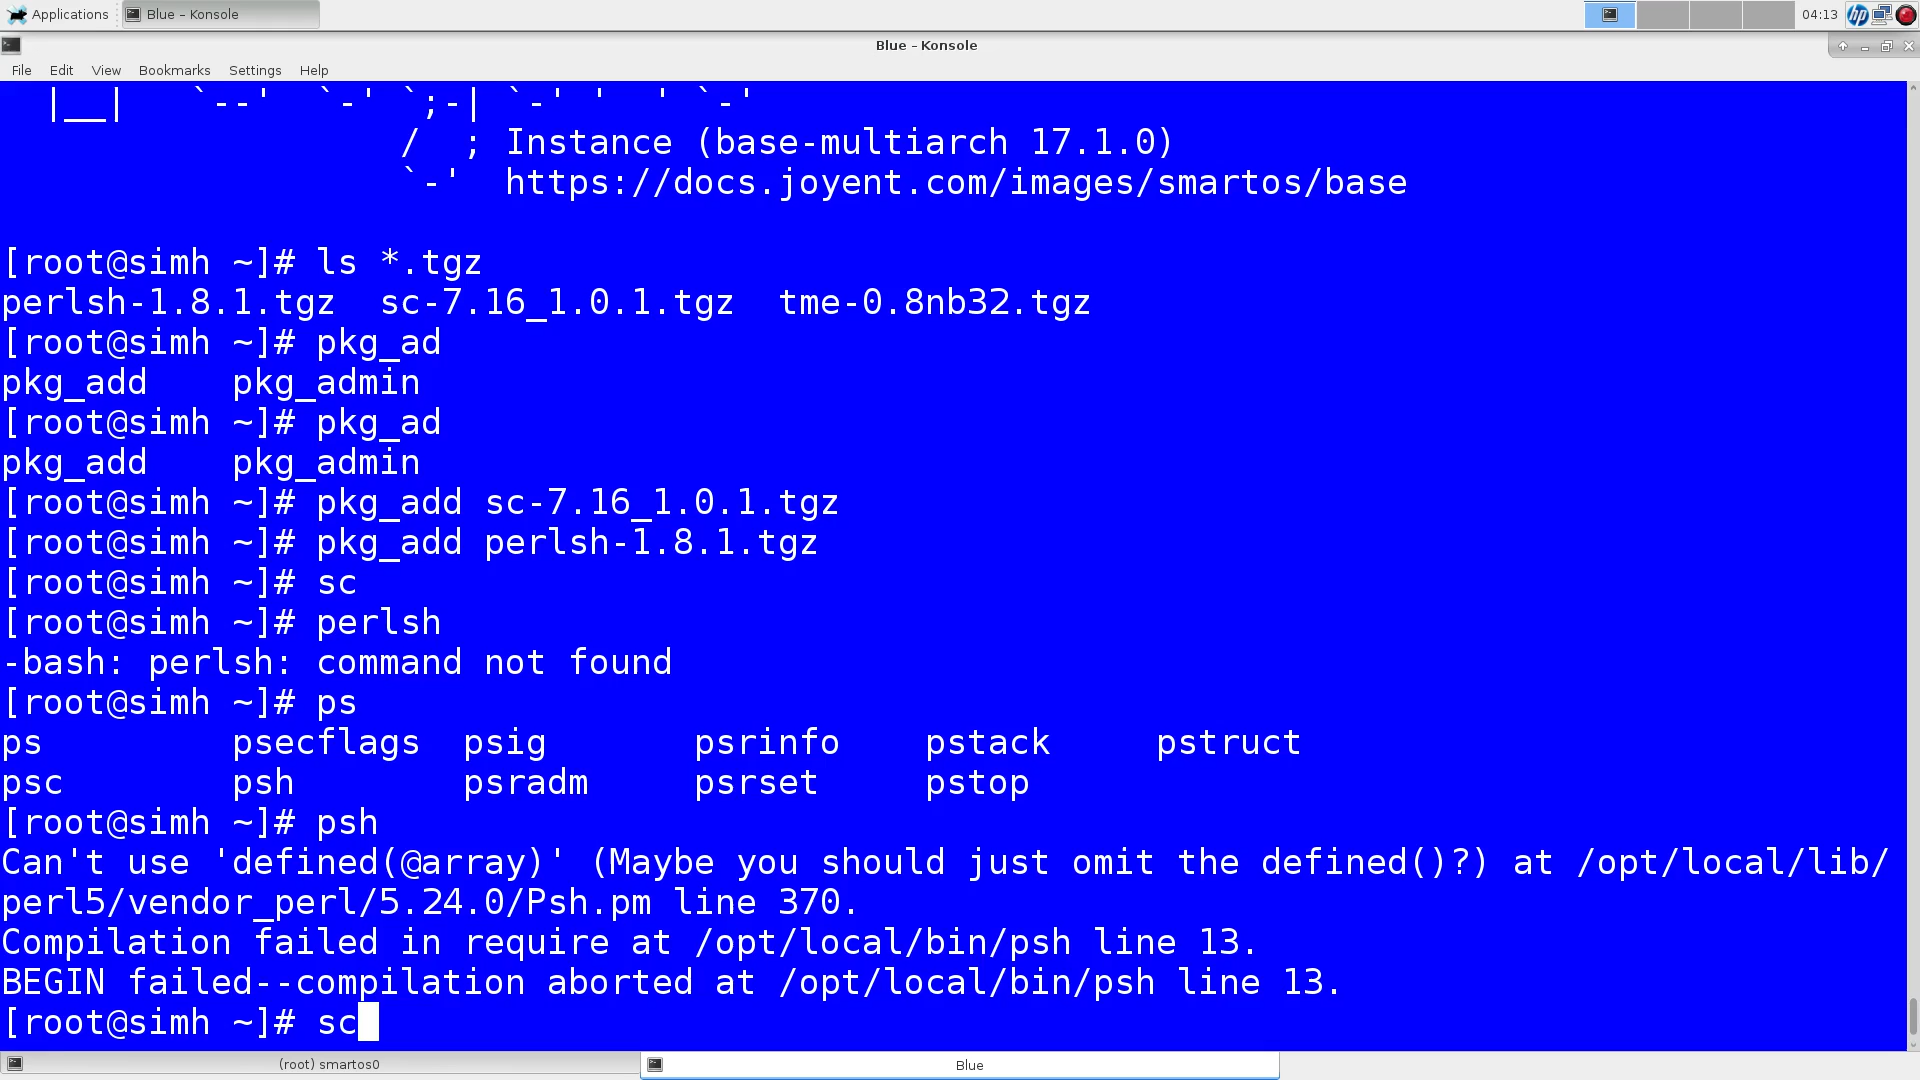 Applications Blue – Konsole 04:13
Blue – Konsole
File Edit View Bookmarks Settings Help
|__|   `--'  `-' `;-| `-' '  ' `-'
/  ; Instance (base-multiarch 17.1.0)
`-'  https://docs.joyent.com/images/smartos/base
[root@simh ~]# ls *.tgz
perlsh-1.8.1.tgz  sc-7.16_1.0.1.tgz  tme-0.8nb32.tgz
[root@simh ~]# pkg_ad
pkg_add    pkg_admin
[root@simh ~]# pkg_ad
pkg_add    pkg_admin
[root@simh ~]# pkg_add sc-7.16_1.0.1.tgz
[root@simh ~]# pkg_add perlsh-1.8.1.tgz
[root@simh ~]# sc
[root@simh ~]# perlsh
-bash: perlsh: command not found
[root@simh ~]# ps
ps         psecflags  psig       psrinfo    pstack     pstruct
psc        psh        psradm     psrset     pstop
[root@simh ~]# psh
Can't use 'defined(@array)' (Maybe you should just omit the defined()?) at /opt/local/lib/
perl5/vendor_perl/5.24.0/Psh.pm line 370.
Compilation failed in require at /opt/local/bin/psh line 13.
BEGIN failed--compilation aborted at /opt/local/bin/psh line 13.
[root@simh ~]# sc
(root) smartos0 Blue